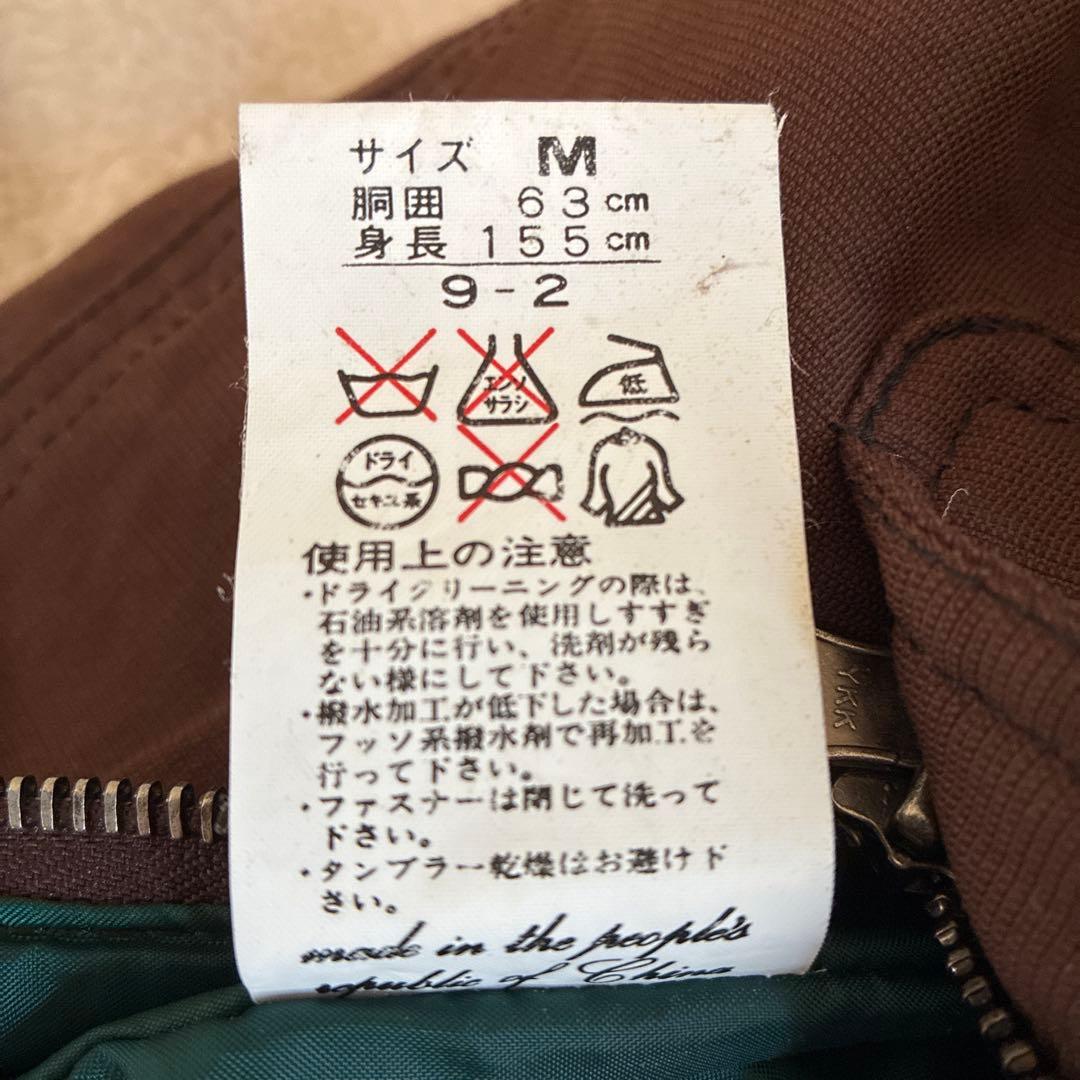 サイズ M
胴囲 63cm
身長 155cm
9-2
エンソ
サラシ
低
ドライ
セキユ系
使用上の注意
・ドライクリーニングの際は、
石油系溶剤を使用しすすぎ
を十分に行い、洗剤が残ら
ない様にして下さい。
・撥水加工が低下した場合は、
フッソ系撥水剤で再加工を
行って下さい。
・ファスナーは閉じて洗って
下さい。
・タンブラー乾燥はお避け下
さい。
made in the people's
republic of China
YKK